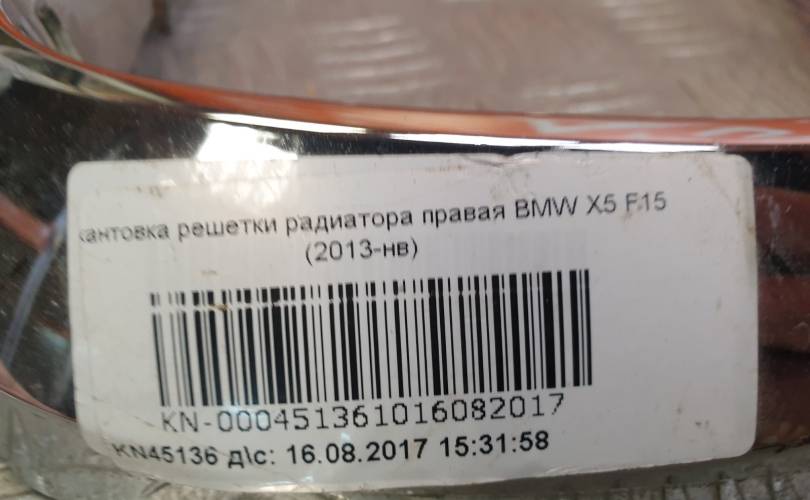 кантовка решетки радиатора правая BMW X5 F15
(2013-нв)
KN-000451361016082017
KN45136 д\с: 16.08.2017 15:31:58